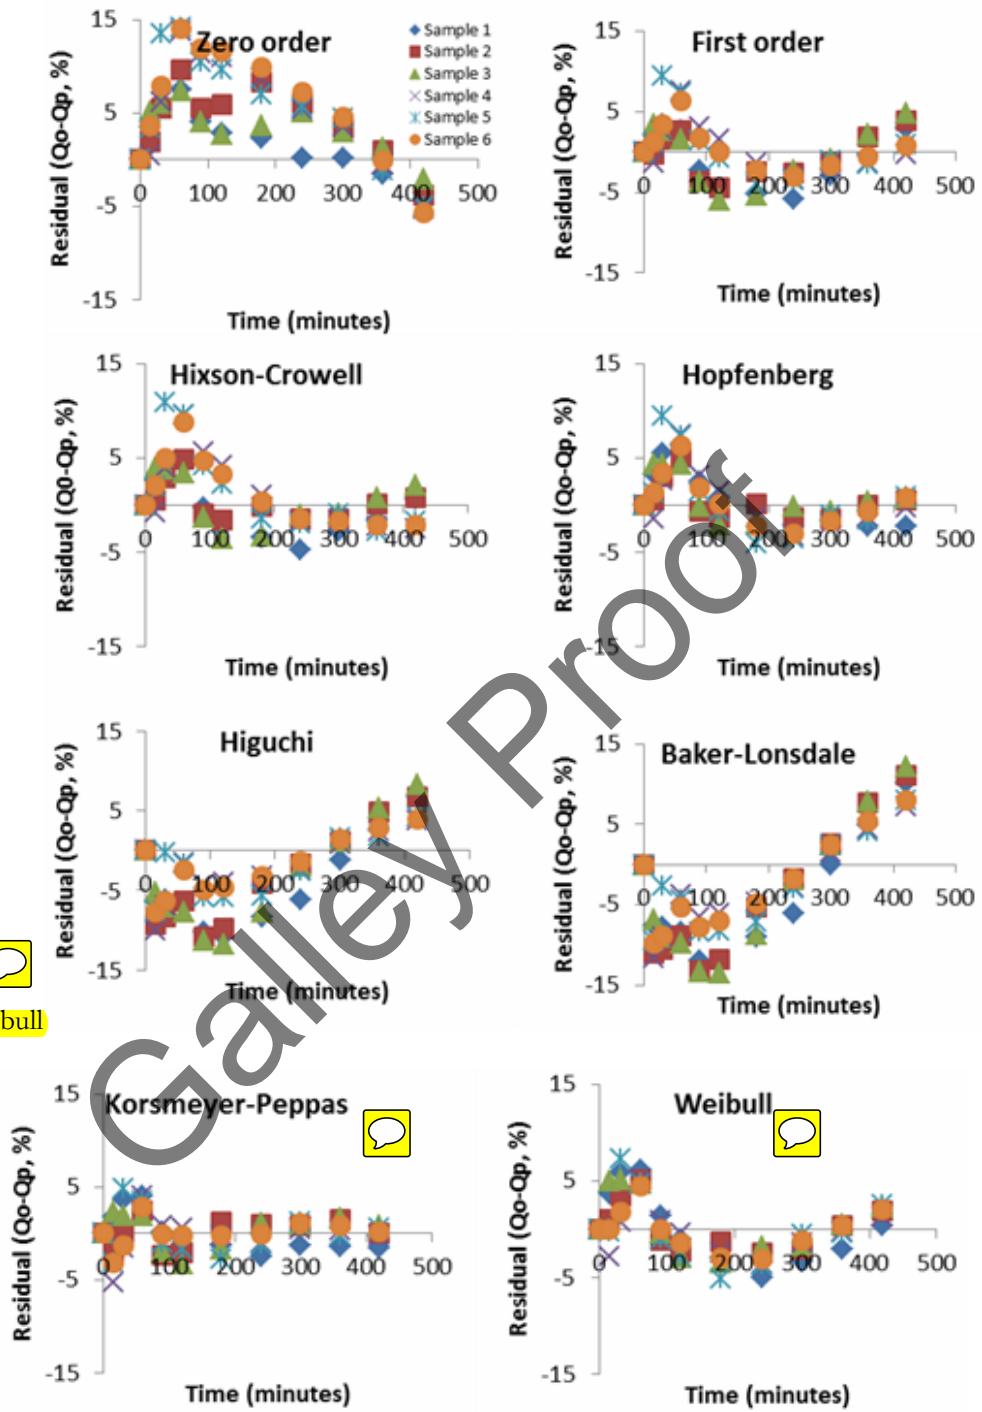 Zero order
15
5
-5
-15
0 100 200 300 400 500
Residual (Qo-Qp, %)
Time (minutes)
Sample 1
Sample 2
Sample 3
Sample 4
Sample 5
Sample 6
First order
15
5
-5
-15
0 100 200 300 400 500
Residual (Qo-Qp, %)
Time (minutes)
Hixson-Crowell
15
5
-5
-15
0 100 200 300 400 500
Residual (Q0-Qp, %)
Time (minutes)
Hopfenberg
15
5
-5
-15
0 100 200 300 400 500
Residual (Qo-Qp, %)
Time (minutes)
Higuchi
15
5
-5
-15
0 100 200 300 400 500
Residual (Qo-Qp, %)
Time (minutes)
Baker-Lonsdale
15
5
-5
-15
0 100 200 300 400 500
Residual (Qo-Qp, %)
Time (minutes)
bull
Korsmeyer-Peppas
15
5
-5
-15
0 100 200 300 400 500
Residual (Qo-Qp, %)
Time (minutes)
Weibull
15
5
-5
-15
0 100 200 300 400 500
Residual (Qo-Qp, %)
Time (minutes)
Galley Proof